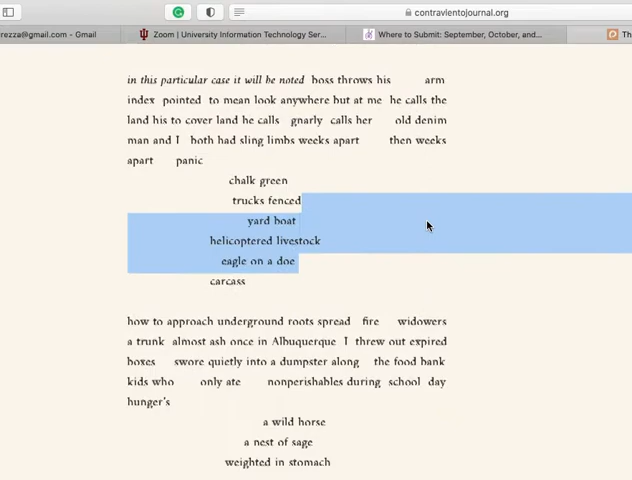 contravientojournal.org
rezza@gmail.com - Gmail
Zoom | University Information Technology Ser...
Where to Submit: September, October, and...
Th
in this particular case it will be noted boss throws his arm
index pointed to mean look anywhere but at me he calls the
land his to cover land he calls gnarly calls her old denim
man and I both had sling limbs weeks apart then weeks
apart panic
chalk green
trucks fenced
yard boat
helicoptered livestock
eagle on a doe
carcass
how to approach underground roots spread fire widowers
a trunk almost ash once in Albuquerque I threw out expired
boxes swore quietly into a dumpster along the food bank
kids who only ate nonperishables during school day
hunger's
a wild horse
a nest of sage
weighted in stomach